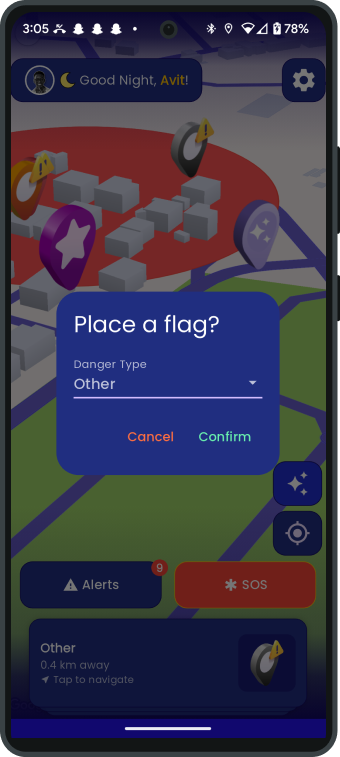 3:05
78%
Good Night, Avit!
Place a flag?
Danger Type
Other
Cancel Confirm
Alerts 9
SOS
Other
0.4 km away
Tap to navigate